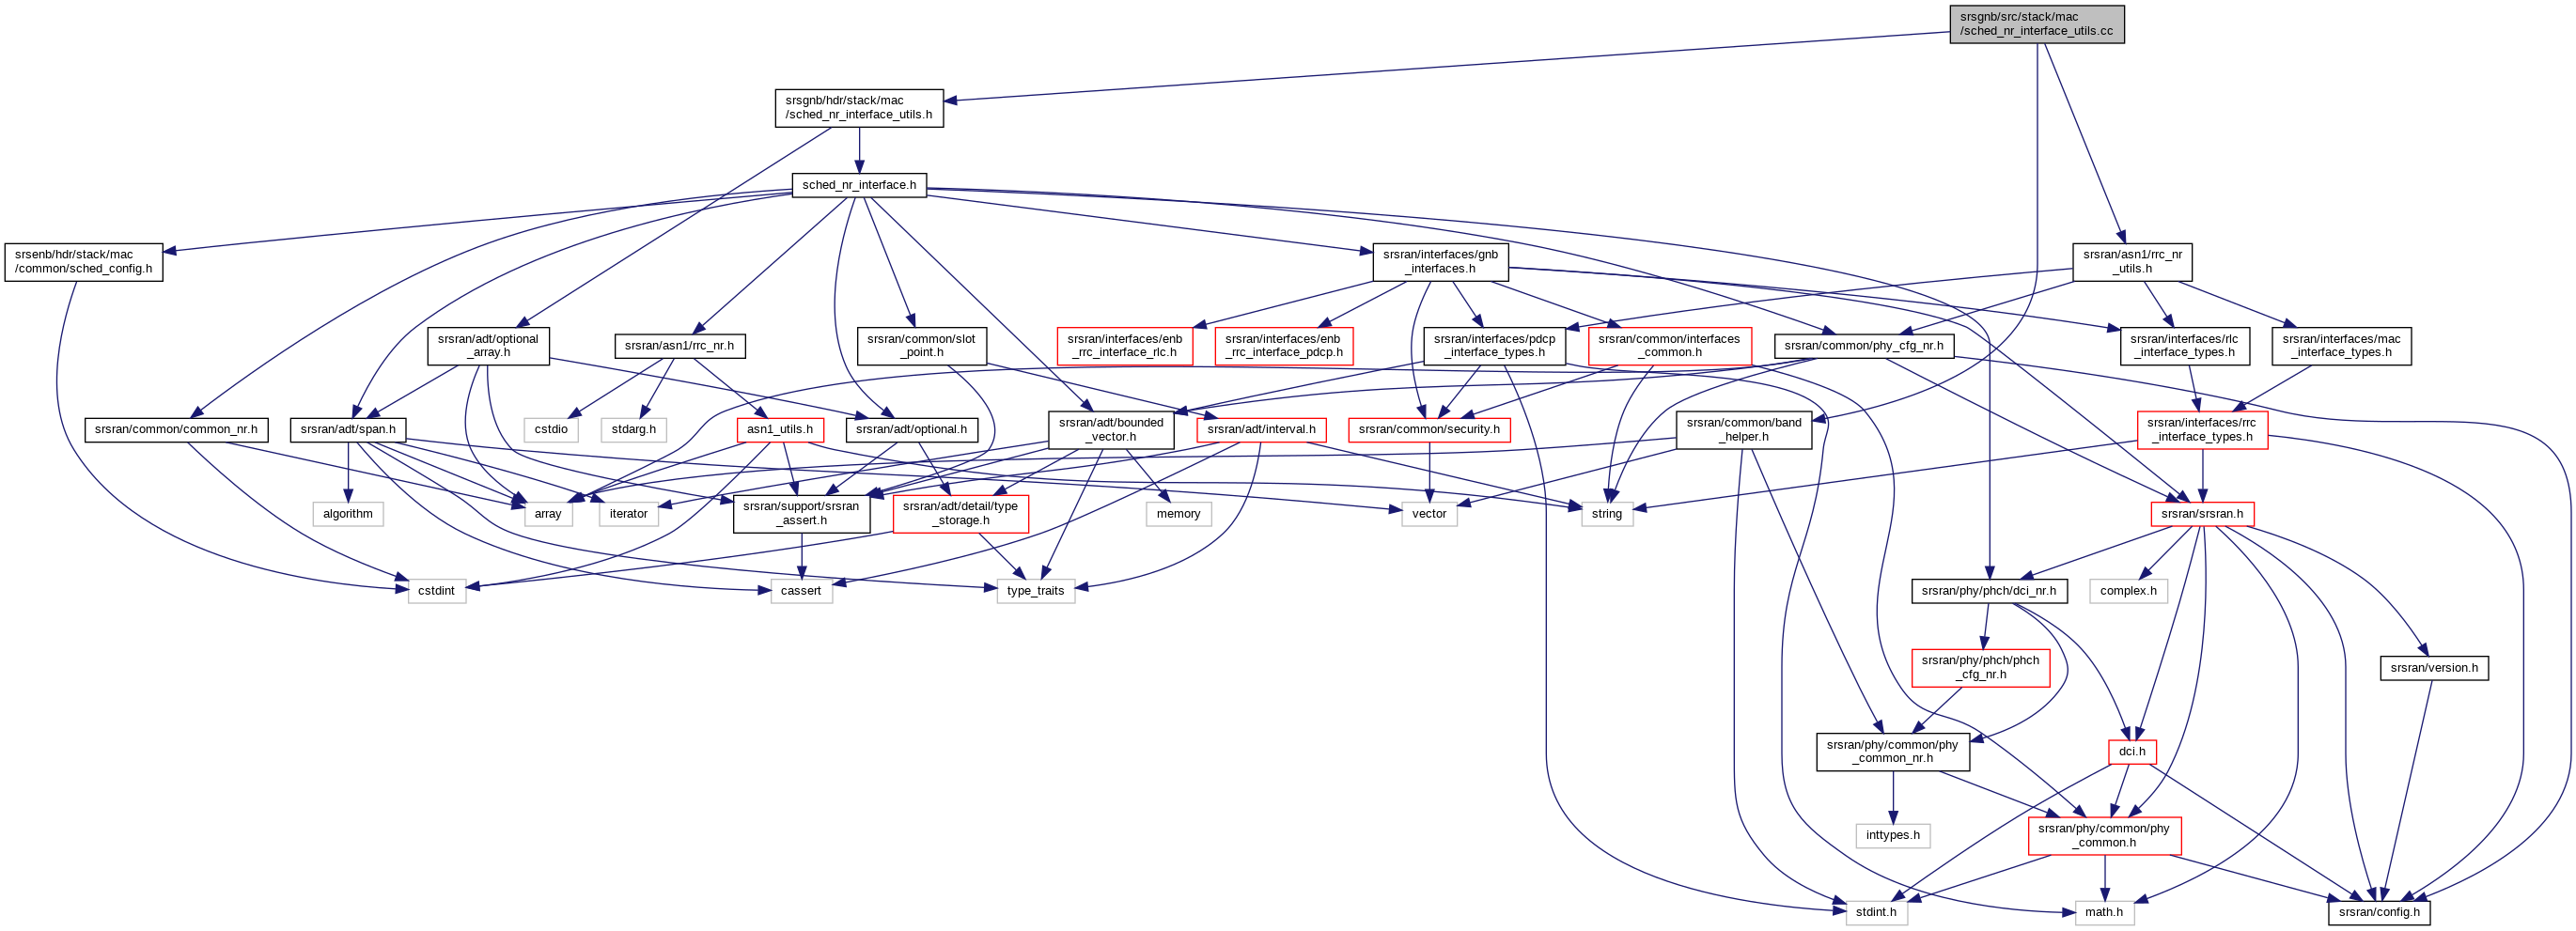 srsgnb/src/stack/mac
/sched_nr_interface_utils.cc
srsgnb/hdr/stack/mac
/sched_nr_interface_utils.h
sched_nr_interface.h
srsenb/hdr/stack/mac
/common/sched_config.h
srsran/interfaces/gnb
_interfaces.h
srsran/asn1/rrc_nr
_utils.h
srsran/adt/optional
_array.h
srsran/asn1/rrc_nr.h
srsran/common/slot
_point.h
srsran/interfaces/enb
_rrc_interface_rlc.h
srsran/interfaces/enb
_rrc_interface_pdcp.h
srsran/interfaces/pdcp
_interface_types.h
srsran/common/interfaces
_common.h
srsran/common/phy_cfg_nr.h
srsran/interfaces/rlc
_interface_types.h
srsran/interfaces/mac
_interface_types.h
srsran/common/common_nr.h
srsran/adt/span.h
cstdio
stdarg.h
asn1_utils.h
srsran/adt/optional.h
srsran/adt/bounded
_vector.h
srsran/adt/interval.h
srsran/common/security.h
srsran/common/band
_helper.h
srsran/interfaces/rrc
_interface_types.h
algorithm
array
iterator
srsran/support/srsran
_assert.h
srsran/adt/detail/type
_storage.h
memory
vector
string
srsran/srsran.h
cstdint
cassert
type_traits
srsran/phy/phch/dci_nr.h
complex.h
srsran/phy/phch/phch
_cfg_nr.h
srsran/version.h
srsran/phy/common/phy
_common_nr.h
dci.h
inttypes.h
srsran/phy/common/phy
_common.h
stdint.h
math.h
srsran/config.h